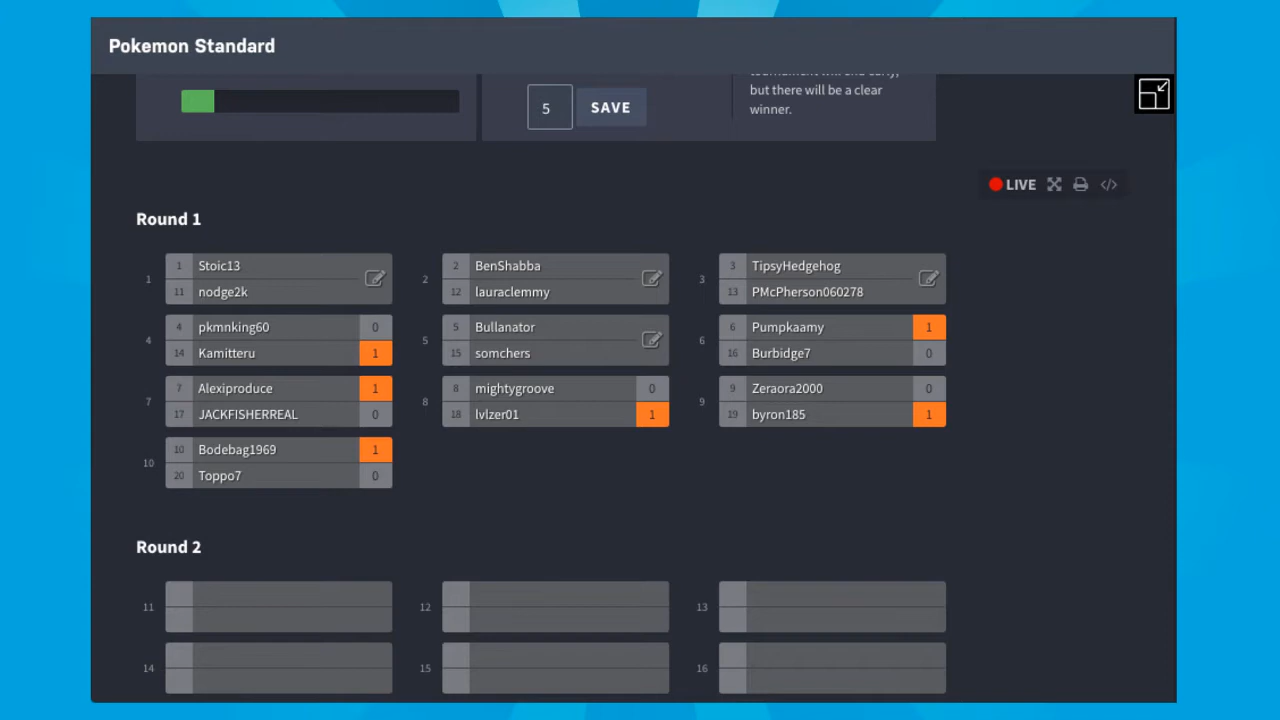 Pokemon Standard
tournament will end early,
but there will be a clear
winner.
5 SAVE
LIVE
Round 1
1
1 Stoic13
11 nodge2k
2
2 BenShabba
12 lauraclemmy
3
3 TipsyHedgehog
13 PMcPherson060278
4
4 pkmnking60 0
14 Kamitteru 1
5
5 Bullanator
15 somchers
6
6 Pumpkaamy 1
16 Burbidge7 0
7
7 Alexiproduce 1
17 JACKFISHERREAL 0
8
8 mightygroove 0
18 lvlzer01 1
9
9 Zeraora2000 0
19 byron185 1
10
10 Bodebag1969 1
20 Toppo7 0
Round 2
11
12
13
14
15
16